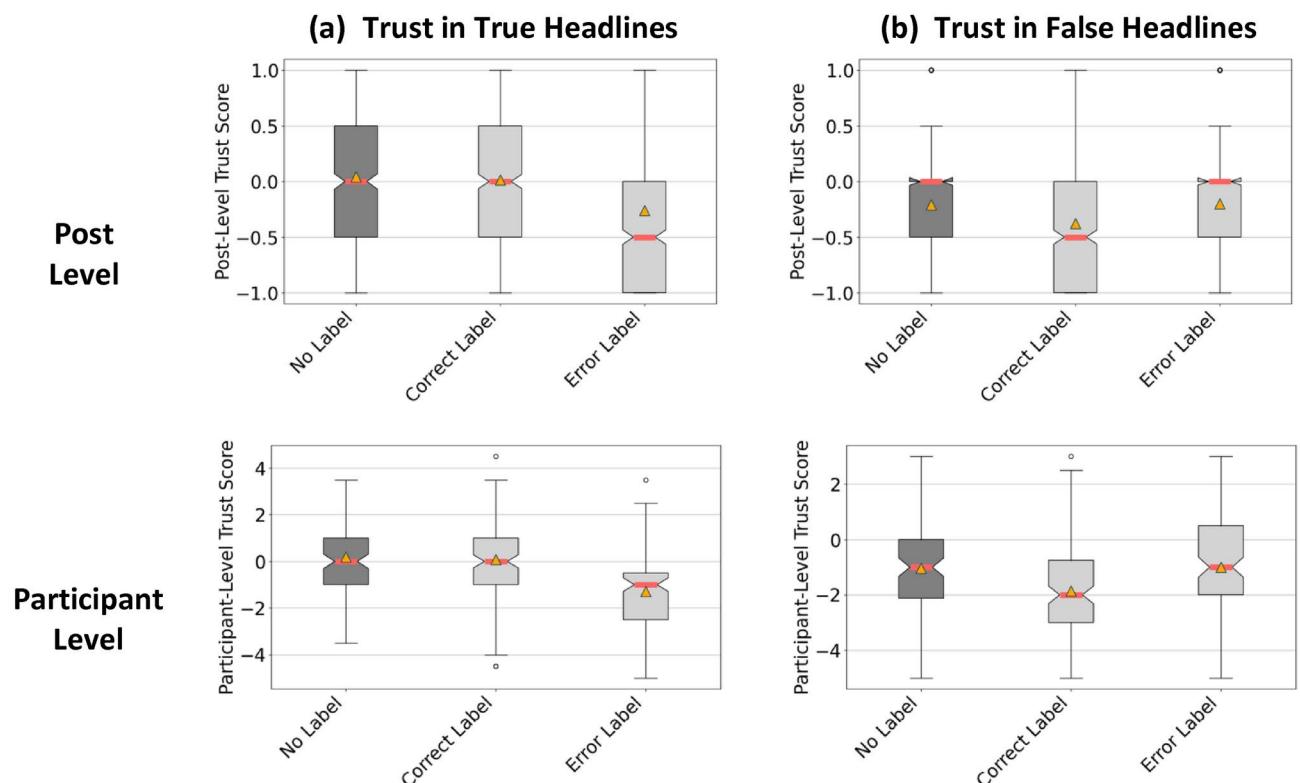 (a) Trust in True Headlines
(b) Trust in False Headlines
Post
Level
Post-Level Trust Score
1.0
0.5
0.0
−0.5
−1.0
No Label
Correct Label
Error Label
Post-Level Trust Score
1.0
0.5
0.0
−0.5
−1.0
No Label
Correct Label
Error Label
Participant
Level
Participant-Level Trust Score
4
2
0
−2
−4
No Label
Correct Label
Error Label
Participant-Level Trust Score
2
0
−2
−4
No Label
Correct Label
Error Label